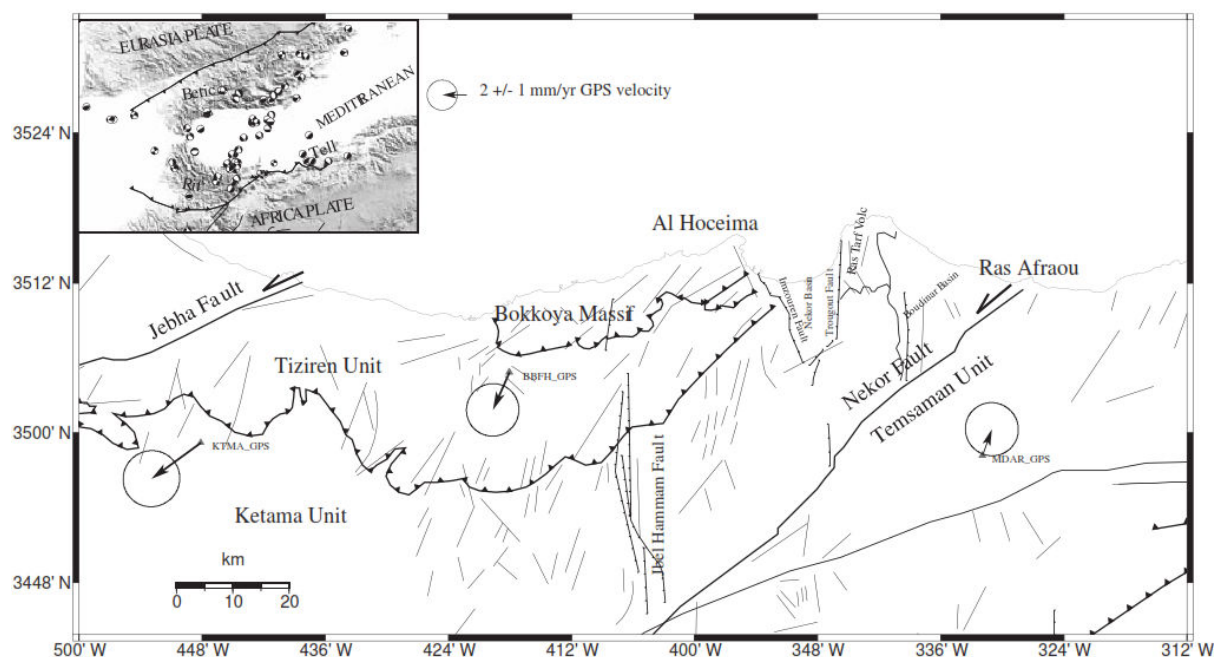 EURASIA PLATE
Betic
MEDITERRANEAN
Tell
Rif
AFRICA PLATE
2 +/- 1 mm/yr GPS velocity
3524' N
3512' N
3500' N
3448' N
Al Hoceima
Ras Tarf Volc
Ras Afraou
Jebha Fault
Bokkoya Massif
Imzouren Fault
Nekor Basin
Trougout Fault
Boudinar Basin
Tiziren Unit
BBFH_GPS
Nekor Fault
Temsaman Unit
KTMA_GPS
MDAR_GPS
Ketama Unit
Jbel Hammam Fault
km
0 10 20
500' W 448' W 436' W 424' W 412' W 400' W 348' W 336' W 324' W 312' W